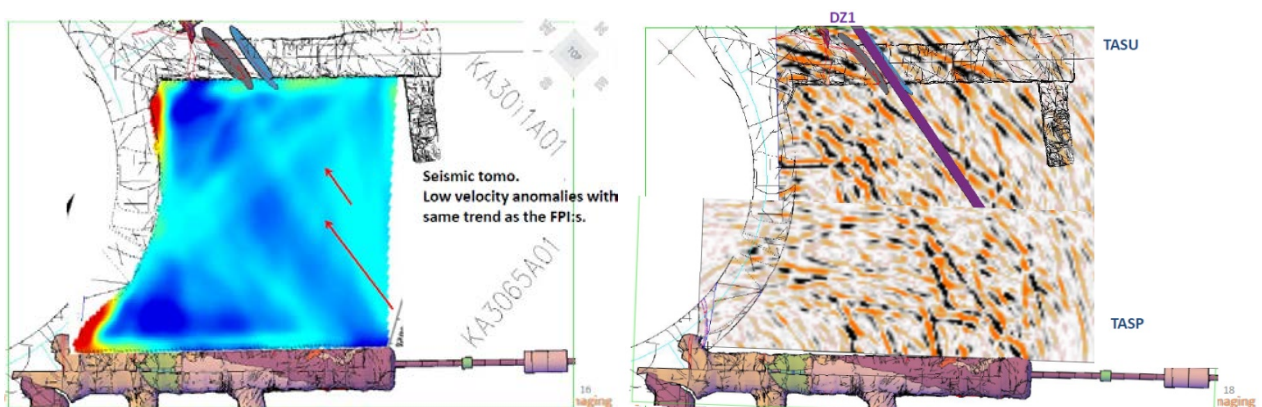 DZ1
TASU
TOP
KA3011A01
Seismic tomo.
Low velocity anomalies with
same trend as the FPI:s.
KA3065A01
TASP
16
naging
18
naging